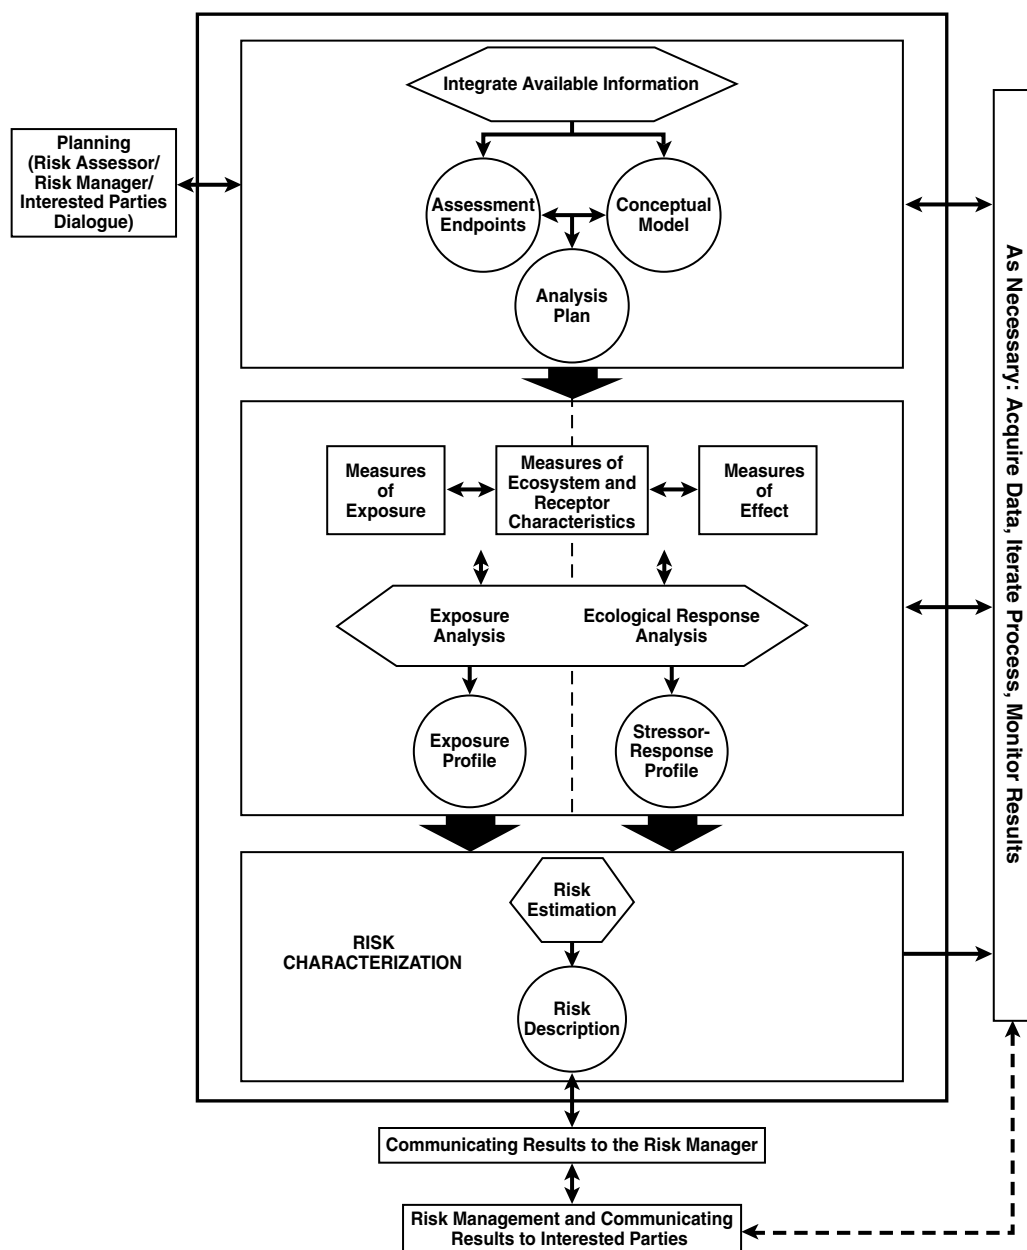 Integrate Available Information
Planning
(Risk Assessor/
Risk Manager/
Interested Parties
Dialogue)
Assessment
Endpoints
Conceptual
Model
Analysis
Plan
As Necessary: Acquire Data, Iterate Process, Monitor Results
Measures
of
Exposure
Measures of
Ecosystem and
Receptor
Characteristics
Measures
of
Effect
Exposure
Analysis
Ecological Response
Analysis
Exposure
Profile
Stressor-
Response
Profile
Risk
Estimation
RISK
CHARACTERIZATION
Risk
Description
Communicating Results to the Risk Manager
Risk Management and Communicating
Results to Interested Parties